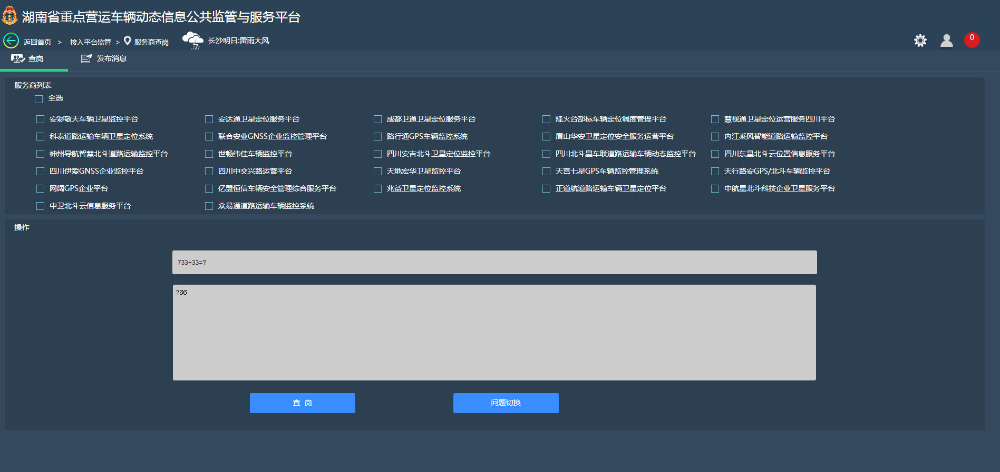 湖南省重点营运车辆动态信息公共监管与服务平台
返回首页 > 接入平台监管 > 服务商查岗 长沙明日:雷雨大风 0
查岗 发布消息
服务商列表
全选
安彩敬天车辆卫星监控平台 安达通卫星定位服务平台 成都卫通卫星定位服务平台 烽火台部标车辆定位调度管理平台 慧视通卫星定位运营服务四川平台
科泰道路运输车辆卫星定位系统 联合安业GNSS企业监控管理平台 路行通GPS车辆监控系统 眉山华安卫星定位安全服务运营平台 内江乘风智能道路运输监控平台
神州导航智慧北斗道路运输监控平台 世畅纬佳车辆监控平台 四川安吉北斗卫星定位监控平台 四川北斗星车联道路运输车辆动态监控平台 四川东星北斗云位置信息服务平台
四川伊爱GNSS企业监控平台 四川中交兴路运营平台 天地宏华卫星监控平台 天宫七星GPS车辆监控管理系统 天行路安GPS/北斗车辆监控平台
网阔GPS企业平台 亿盟恒信车辆安全管理综合服务平台 兆益卫星定位监控系统 正道航道路运输车辆卫星定位平台 中航星北斗科技企业卫星服务平台
中卫北斗云信息服务平台 众易通道路运输车辆监控系统
操作
733+33=?
766
查 岗 问题切换